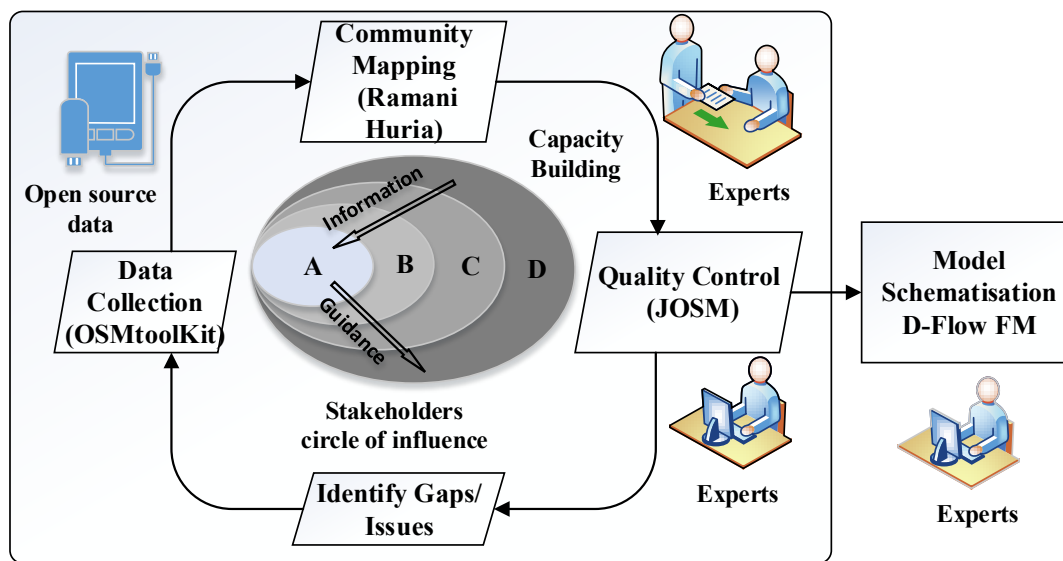 Community
Mapping
(Ramani
Huria)
Open source
data
Capacity
Building
Experts
Information
A
B
C
D
Guidance
Data
Collection
(OSMtoolKit)
Quality Control
(JOSM)
Model
Schematisation
D-Flow FM
Stakeholders
circle of influence
Identify Gaps/
Issues
Experts
Experts